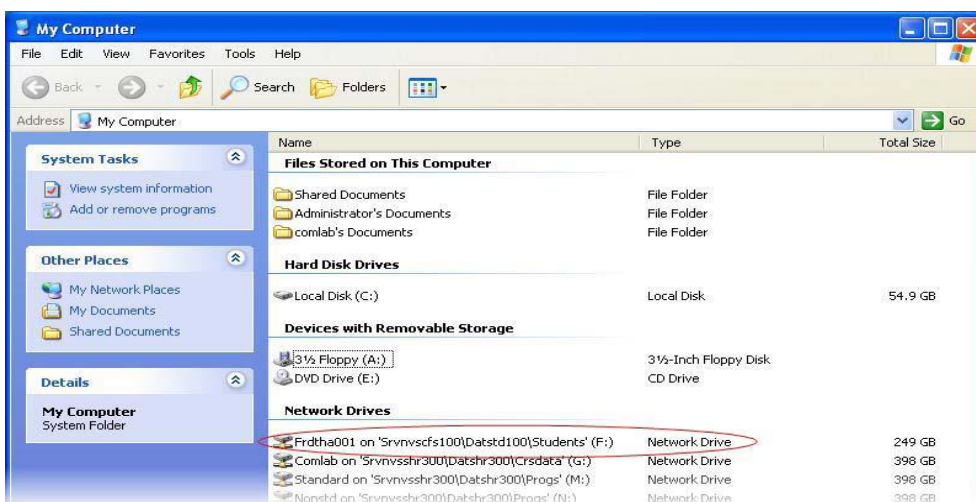 My Computer
File Edit View Favorites Tools Help
Back Search Folders
Address My Computer Go
System Tasks
View system information
Add or remove programs
Other Places
My Network Places
My Documents
Shared Documents
Details
My Computer
System Folder
Name Type Total Size
Files Stored on This Computer
Shared Documents File Folder
Administrator's Documents File Folder
comlab's Documents File Folder
Hard Disk Drives
Local Disk (C:) Local Disk 54.9 GB
Devices with Removable Storage
3½ Floppy (A:) 3½-Inch Floppy Disk
DVD Drive (E:) CD Drive
Network Drives
Frdtha001 on 'Srvnvscfs100\Datstd100\Students' (F:) Network Drive 249 GB
Comlab on 'Srvnvsshr300\Datshr300\Crsdata' (G:) Network Drive 398 GB
Standard on 'Srvnvsshr300\Datshr300\Progs' (M:) Network Drive 398 GB
Nonstd on 'Srvnvsshr300\Datshr300\Progs' (N:) Network Drive 398 GB